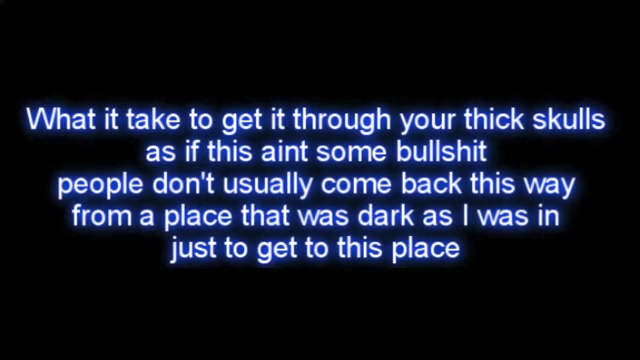 What it take to get it through your thick skulls
as if this aint some bullshit
people don't usually come back this way
from a place that was dark as I was in
just to get to this place